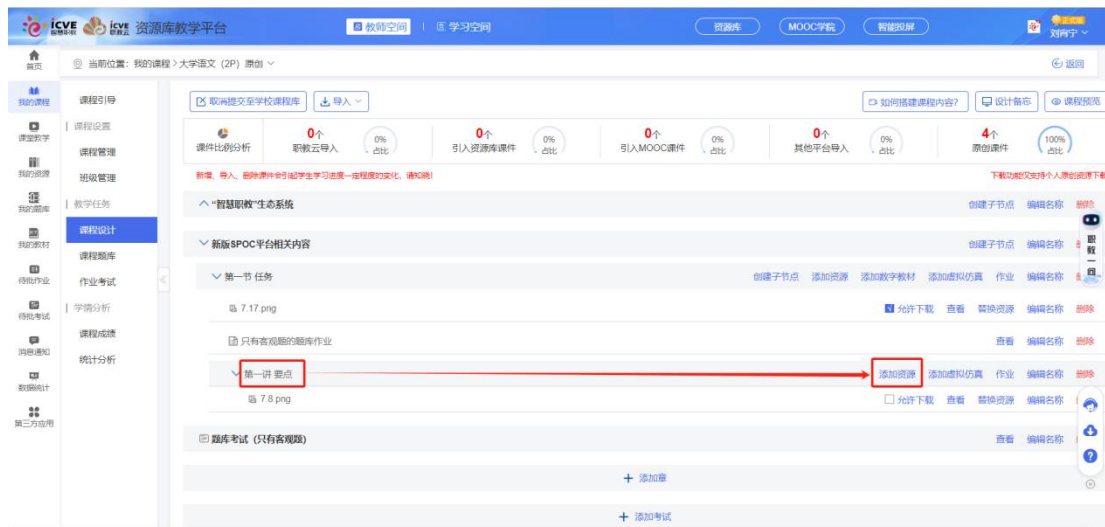 icve 智慧职教 icve 职教云 资源库教学平台 教师空间 学习空间 资源库 MOOC学院 智能投屏 正式版 刘肖宁
首页 当前位置：我的课程 > 大学语文（2P）原创 返回
我的课程 课程引导 取消提交至学校课程库 导入 如何搭建课程内容? 设计备忘 课程预览
课堂教学 课程设置 课件比例分析 0个 职教云导入 0% 占比 0个 引入资源库课件 0% 占比 0个 引入MOOC课件 0% 占比 0个 其他平台导入 0% 占比 4个 原创课件 100% 占比
课程管理
我的资源 班级管理 新增、导入、删除课件会引起学生学习进度一定程度的变化，请知晓! 下载功能仅支持个人原创资源下载
我的题库 教学任务 “智慧职教”生态系统 创建子节点 编辑名称 删除
我的教材 课程设计 新版SPOC平台相关内容 创建子节点 编辑名称 职教一问
课程题库
待批作业 作业考试 第一节 任务 创建子节点 添加资源 添加数字教材 添加虚拟仿真 作业 编辑名称
待批考试 学情分析 7.17.png 允许下载 查看 替换资源 编辑名称 删除
消息通知 课程成绩 只有客观题的题库作业 查看 编辑名称 删除
数据统计 统计分析 第一讲 要点 添加资源 添加虚拟仿真 作业 编辑名称 删除
第三方应用 7.8.png 允许下载 查看 替换资源 编辑名称
题库考试（只有客观题） 查看 编辑名称
+ 添加章
+ 添加考试